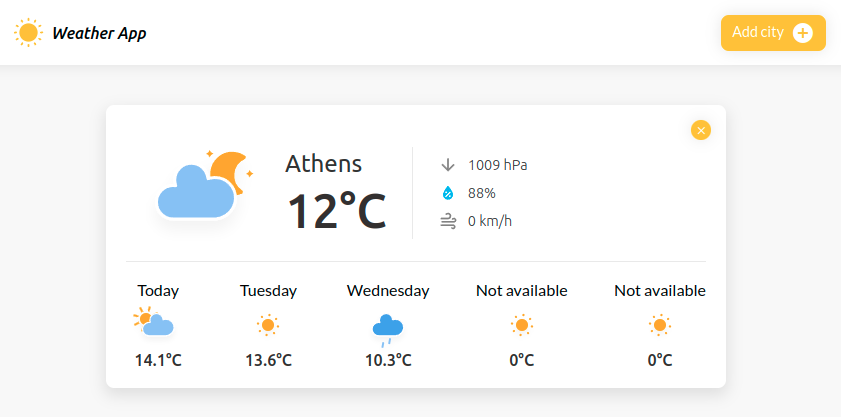 Weather App
Add city
Athens
12°C
1009 hPa
88%
0 km/h
Today Tuesday Wednesday Not available Not available
14.1°C 13.6°C 10.3°C 0°C 0°C